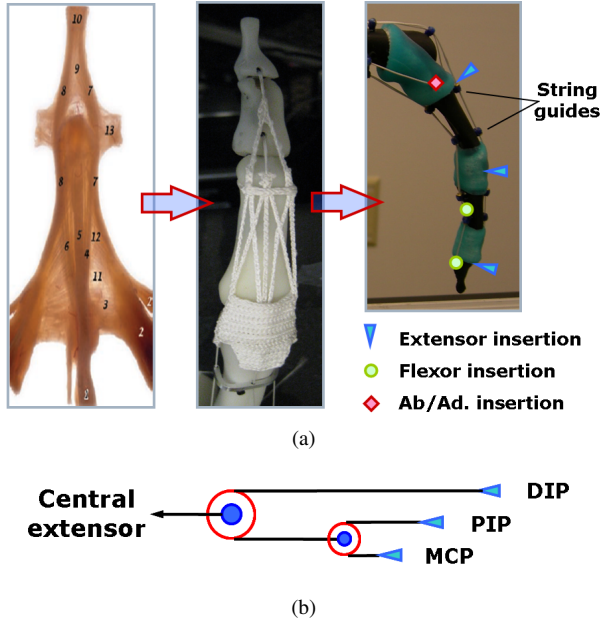 10
9
8 7
13
8 7
5 12
6 4
11
3
2
2
2
String
guides
Extensor insertion
Flexor insertion
Ab/Ad. insertion
(a)
Central
extensor
DIP
PIP
MCP
(b)